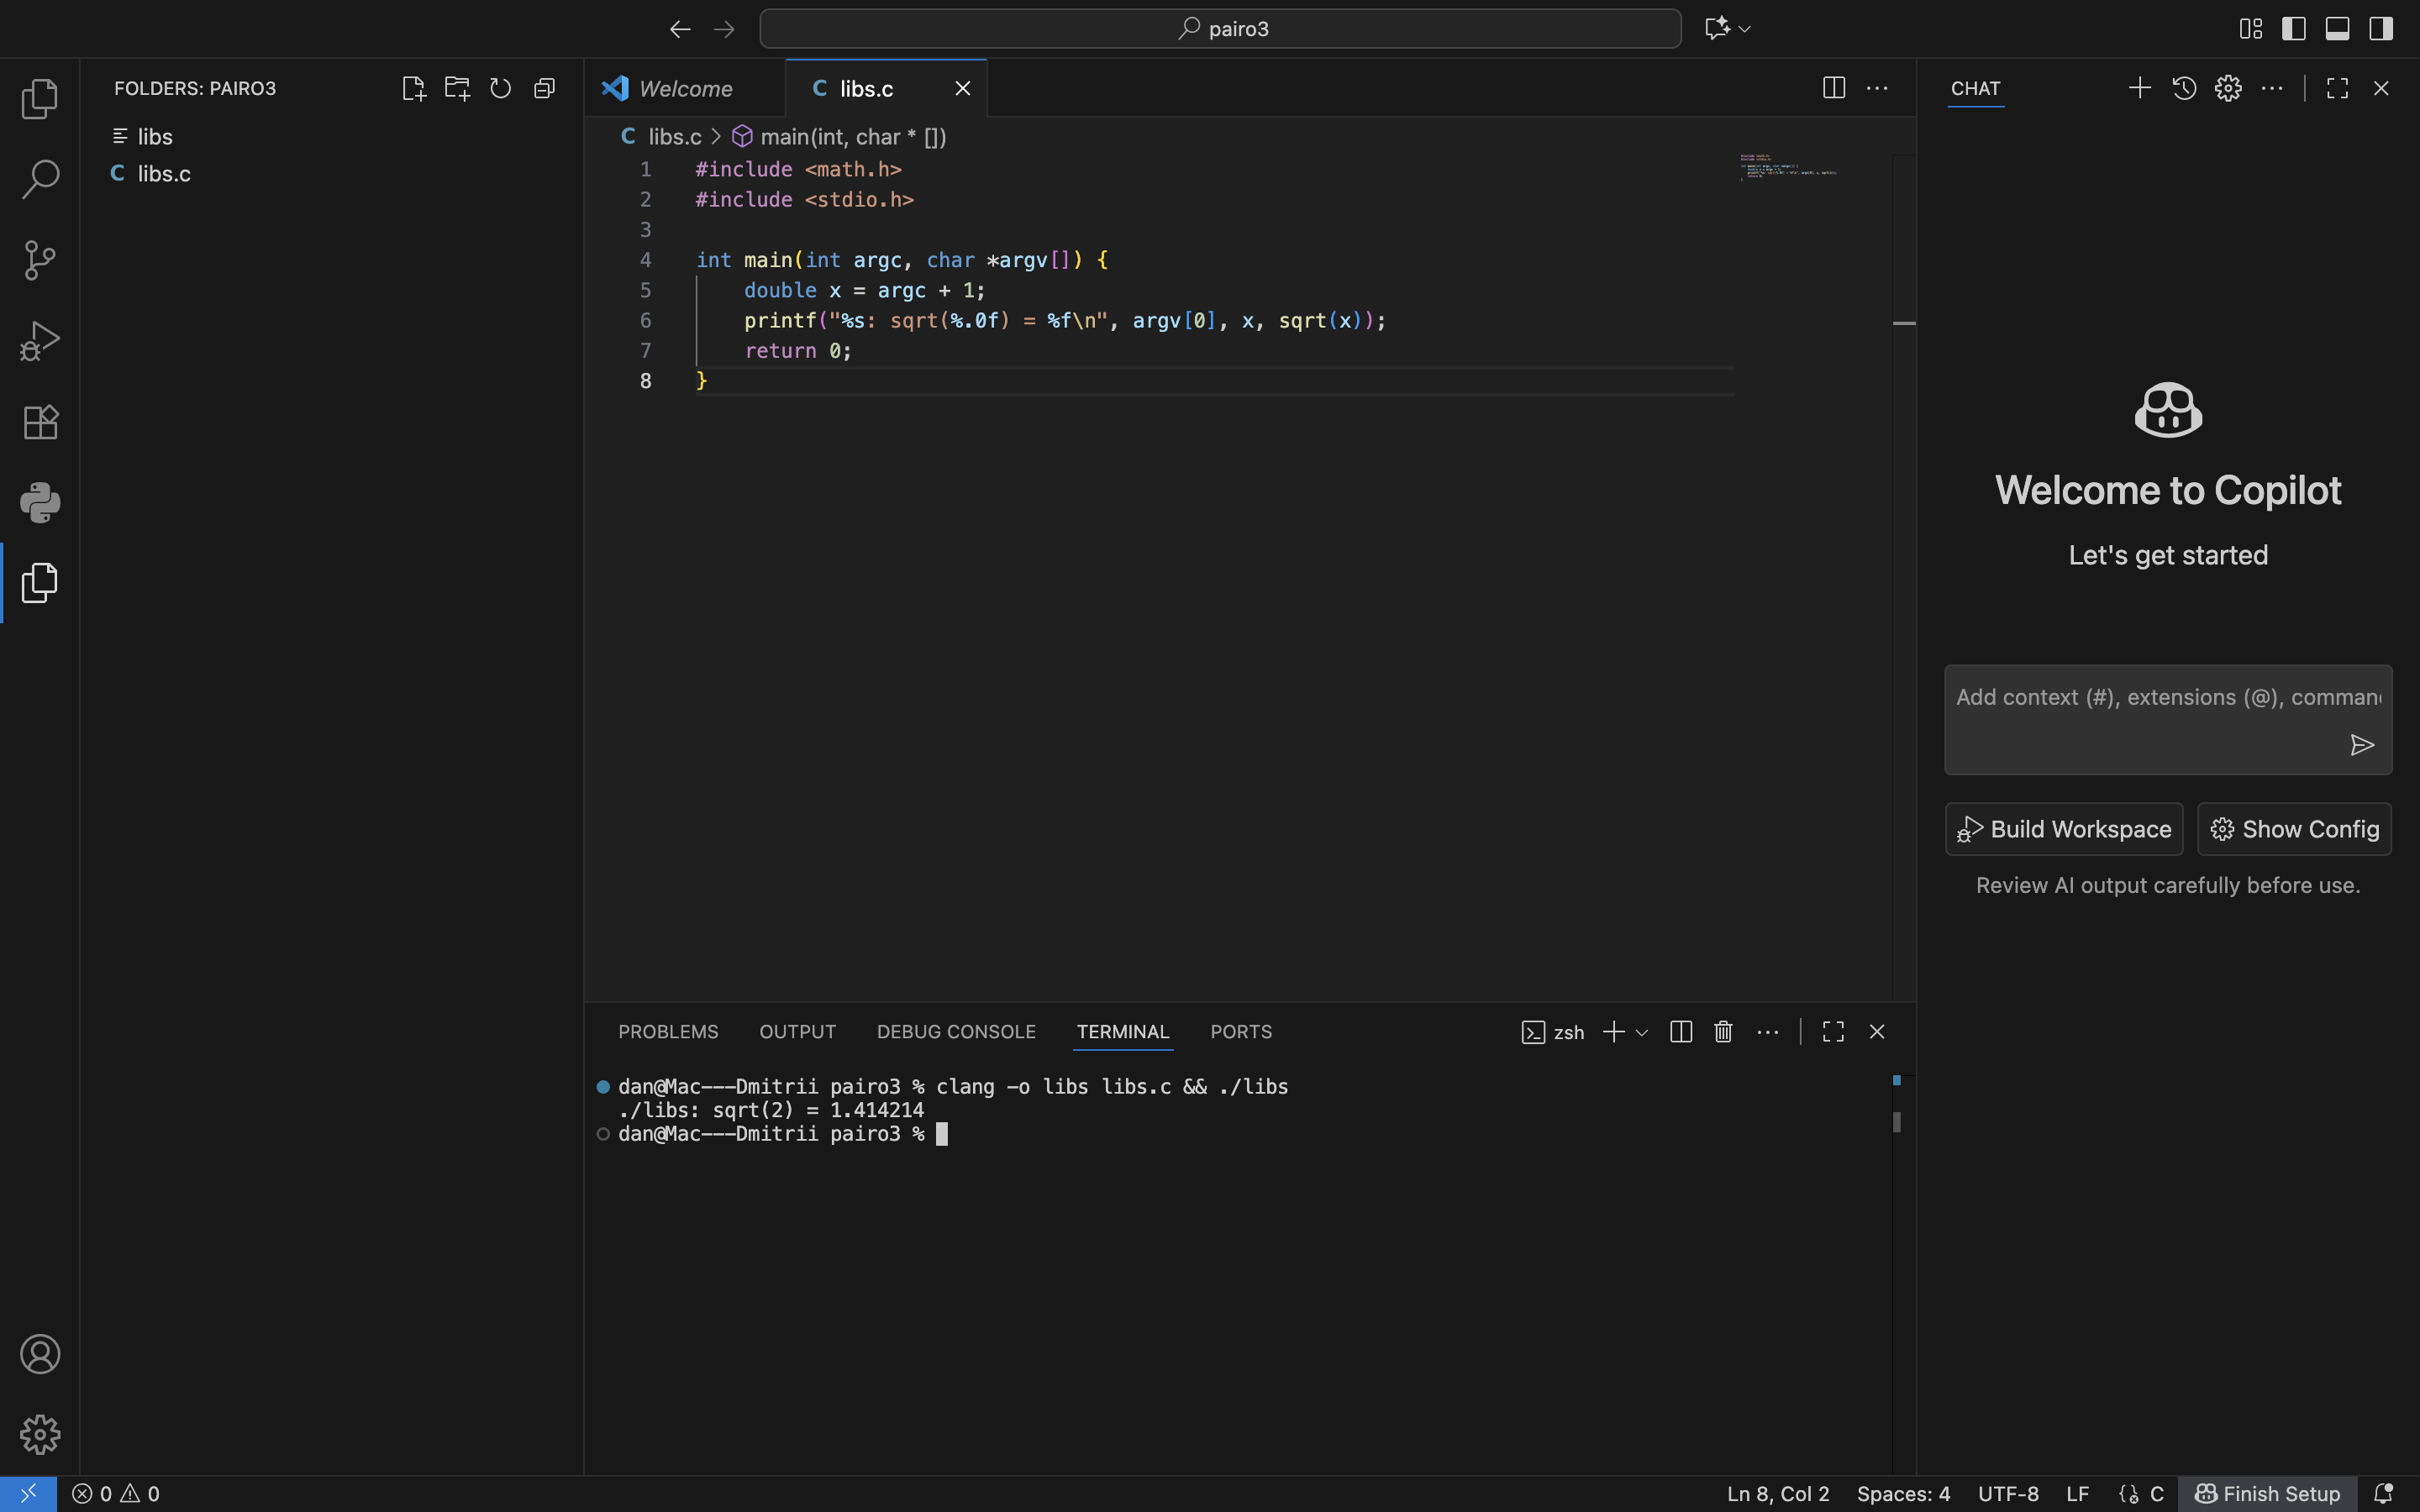 pairo3
FOLDERS: PAIRO3
libs
C libs.c
Welcome
C libs.c
C libs.c > main(int, char * [])
1 #include <math.h>
2 #include <stdio.h>
3
4 int main(int argc, char *argv[]) {
5 double x = argc + 1;
6 printf("%s: sqrt(%.0f) = %f\n", argv[0], x, sqrt(x));
7 return 0;
8 }
PROBLEMS OUTPUT DEBUG CONSOLE TERMINAL PORTS
zsh
dan@Mac---Dmitrii pairo3 % clang -o libs libs.c && ./libs
./libs: sqrt(2) = 1.414214
dan@Mac---Dmitrii pairo3 %
CHAT
Welcome to Copilot
Let's get started
Add context (#), extensions (@), comman
Build Workspace Show Config
Review AI output carefully before use.
0 0
Ln 8, Col 2 Spaces: 4 UTF-8 LF C Finish Setup